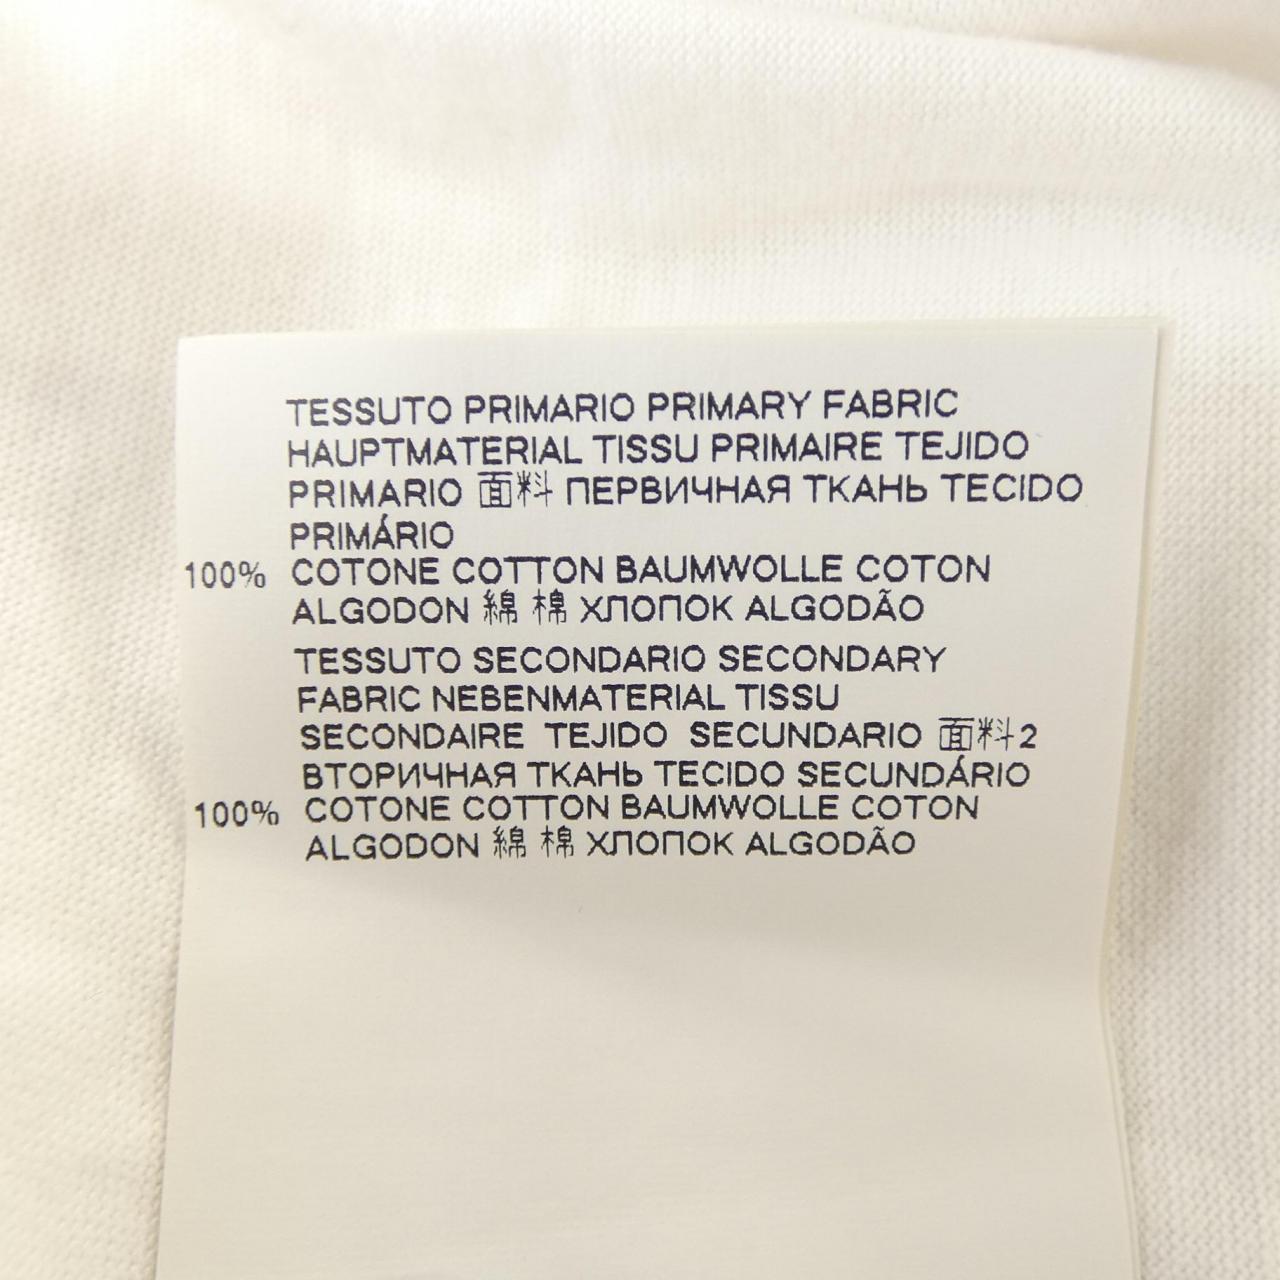 TESSUTO PRIMARIO PRIMARY FABRIC
HAUPTMATERIAL TISSU PRIMAIRE TEJIDO
PRIMARIO 面料 ПЕРВИЧНАЯ ТКАНЬ TECIDO
PRIMÁRIO
100% COTONE COTTON BAUMWOLLE COTON
ALGODON 綿 棉 ХЛОПОК ALGODÃO
TESSUTO SECONDARIO SECONDARY
FABRIC NEBENMATERIAL TISSU
SECONDAIRE TEJIDO SECUNDARIO 面料2
ВТОРИЧНАЯ ТКАНЬ TECIDO SECUNDÁRIO
100% COTONE COTTON BAUMWOLLE COTON
ALGODON 綿 棉 ХЛОПОК ALGODÃO